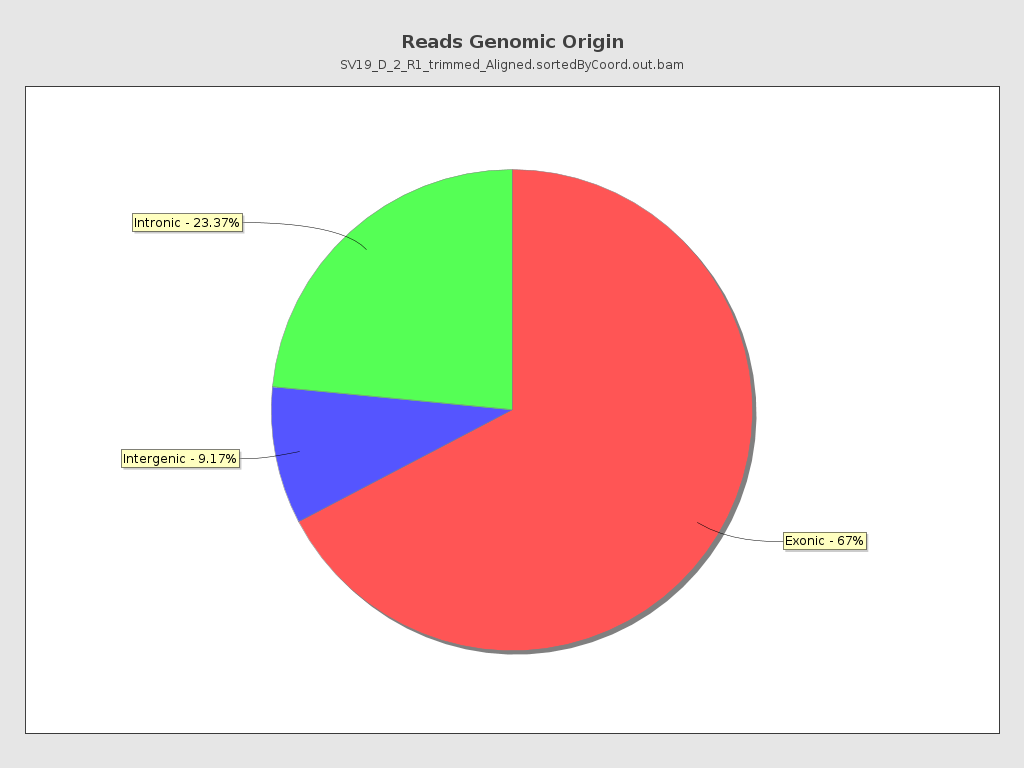 Reads Genomic Origin
SV19_D_2_R1_trimmed_Aligned.sortedByCoord.out.bam
Intronic - 23.37%
Intergenic - 9.17%
Exonic - 67%